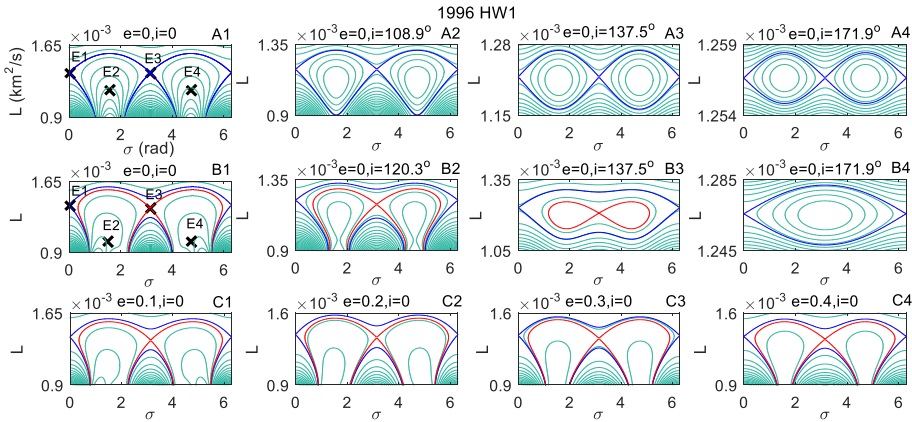 1996 HW1
×10⁻³ e=0,i=0 A1
1.65
E1 E2 E3 E4
L (km²/s)
0.9
0 2 4 6
σ (rad)
×10⁻³ e=0,i=108.9° A2
1.35
L
0.9
0 2 4 6
σ
×10⁻³ e=0,i=137.5° A3
1.28
L
1.15
0 2 4 6
σ
×10⁻³ e=0,i=171.9° A4
1.259
L
1.254
0 2 4 6
σ
×10⁻³ e=0,i=0 B1
1.65
E1 E2 E3 E4
L
0.9
0 2 4 6
σ
×10⁻³ e=0,i=120.3° B2
1.35
L
0.9
0 2 4 6
σ
×10⁻³ e=0,i=137.5° B3
1.35
L
1.05
0 2 4 6
σ
×10⁻³ e=0,i=171.9° B4
1.285
L
1.245
0 2 4 6
σ
×10⁻³ e=0.1,i=0 C1
1.65
L
0.9
0 2 4 6
σ
×10⁻³ e=0.2,i=0 C2
1.6
L
0.9
0 2 4 6
σ
×10⁻³ e=0.3,i=0 C3
1.6
L
0.9
0 2 4 6
σ
×10⁻³ e=0.4,i=0 C4
1.6
L
0.9
0 2 4 6
σ